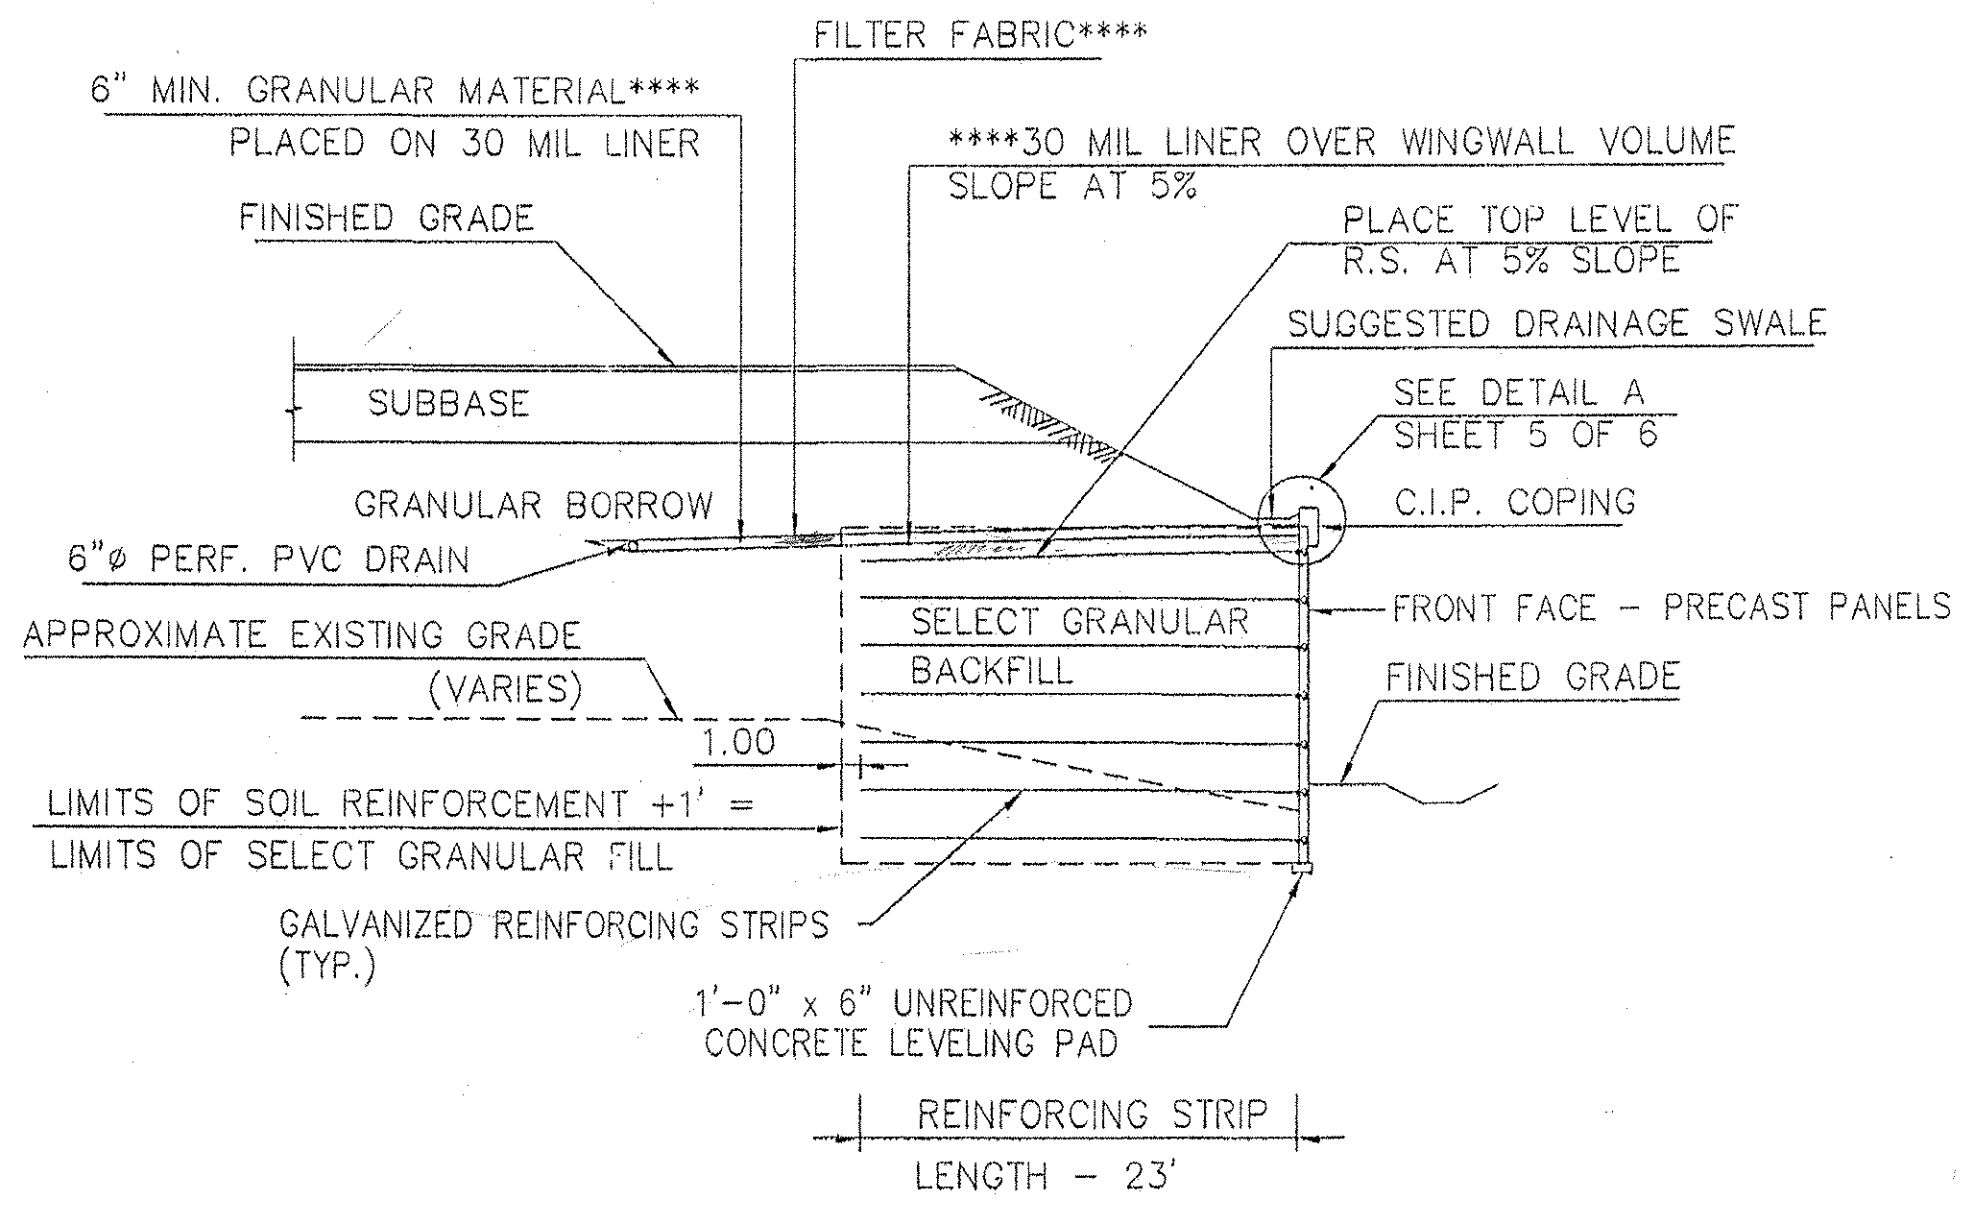 FILTER FABRIC****
6" MIN. GRANULAR MATERIAL****
PLACED ON 30 MIL LINER
****30 MIL LINER OVER WINGWALL VOLUME
SLOPE AT 5%
FINISHED GRADE
PLACE TOP LEVEL OF
R.S. AT 5% SLOPE
SUGGESTED DRAINAGE SWALE
SUBBASE
SEE DETAIL A
SHEET 5 OF 6
GRANULAR BORROW
C.I.P. COPING
6"ø PERF. PVC DRAIN
FRONT FACE - PRECAST PANELS
APPROXIMATE EXISTING GRADE
(VARIES)
SELECT GRANULAR
BACKFILL
FINISHED GRADE
1.00
LIMITS OF SOIL REINFORCEMENT +1' =
LIMITS OF SELECT GRANULAR FILL
GALVANIZED REINFORCING STRIPS
(TYP.)
1'-0" x 6" UNREINFORCED
CONCRETE LEVELING PAD
REINFORCING STRIP
LENGTH - 23'